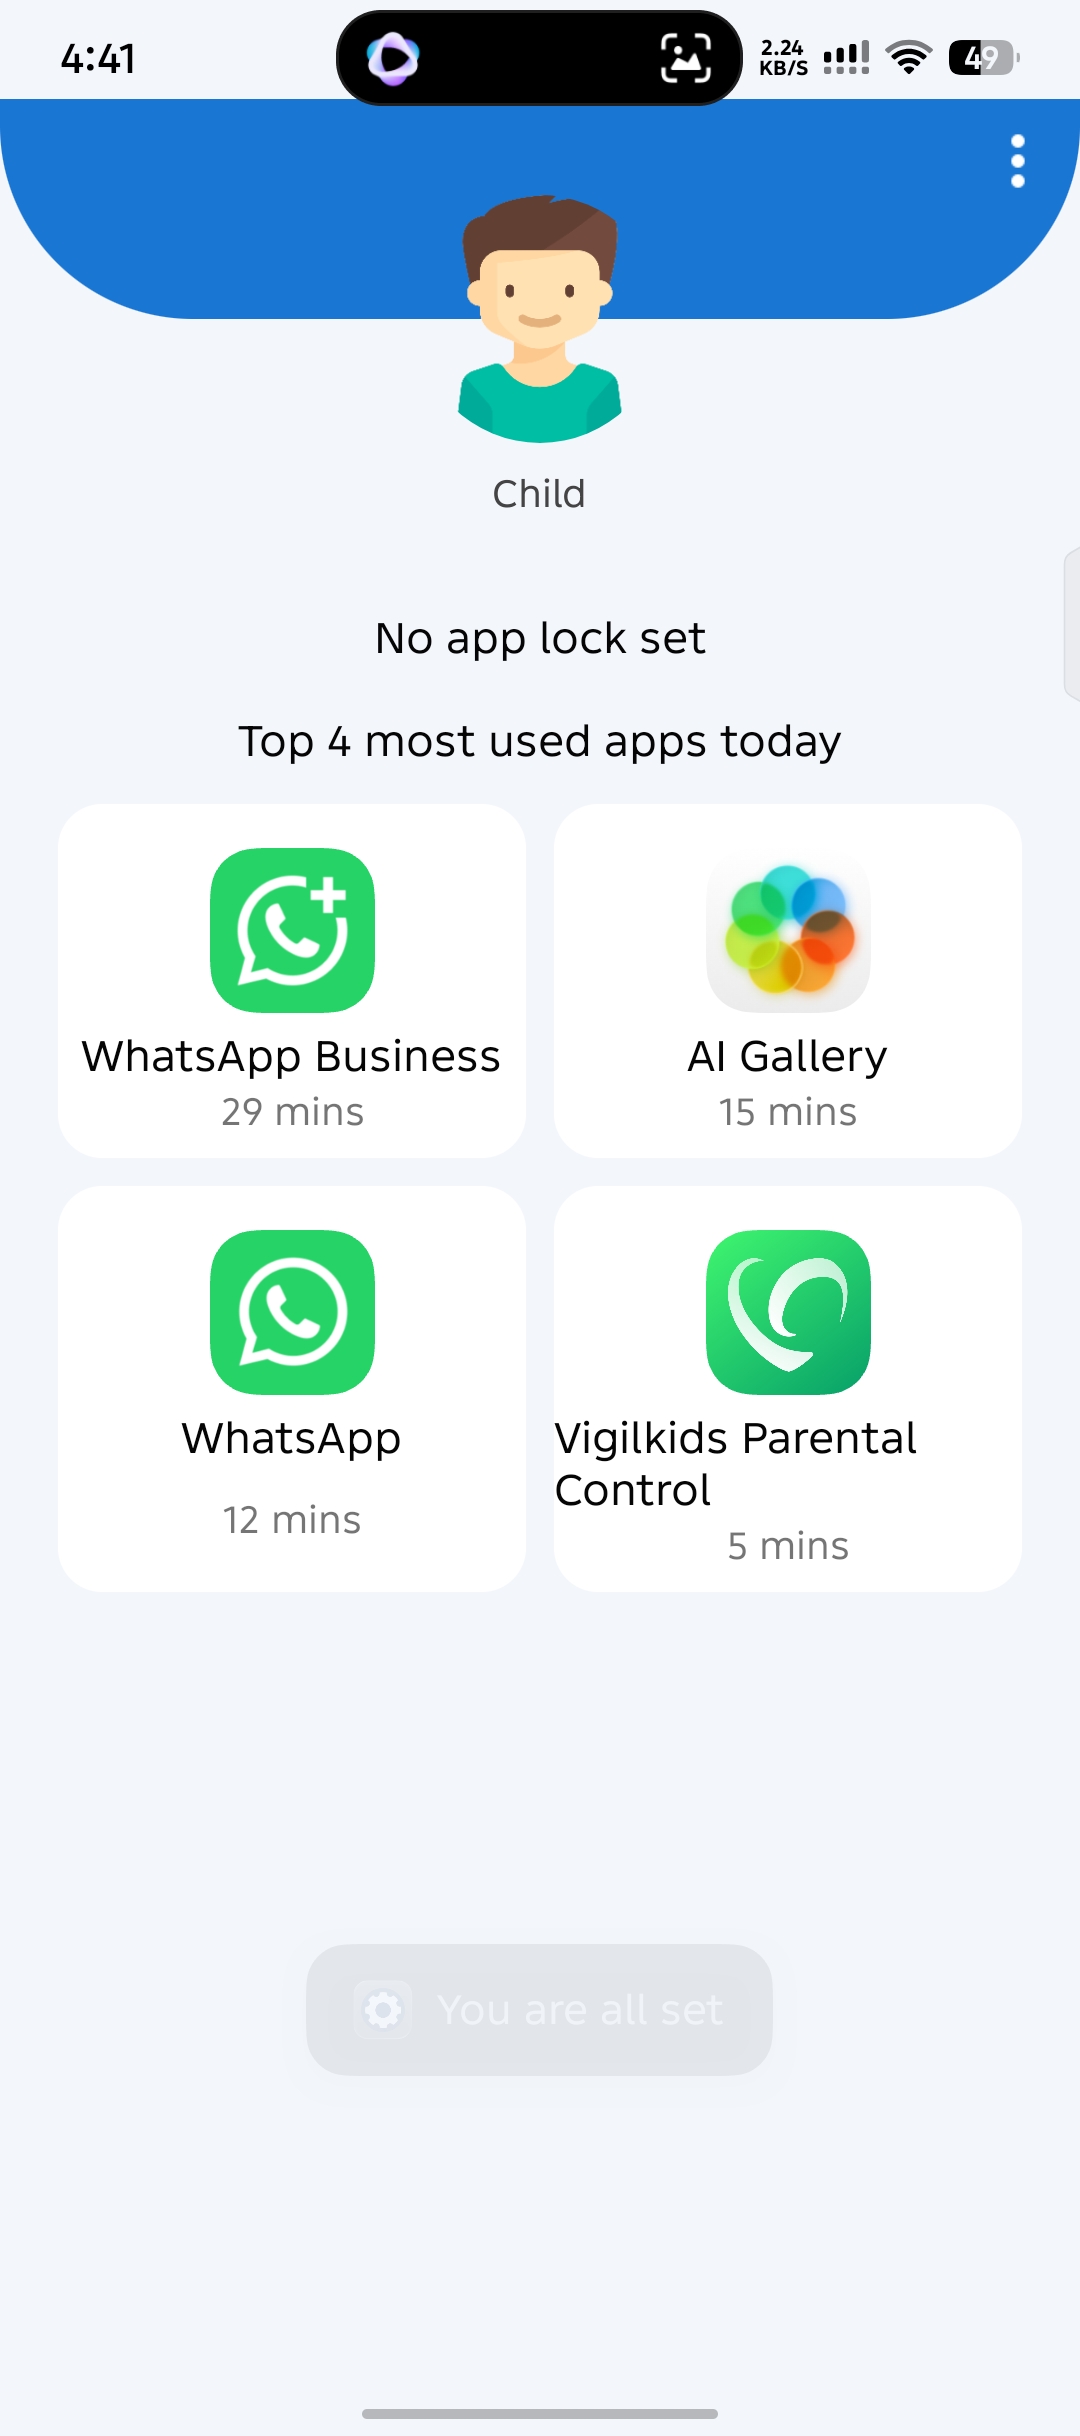 4:41
2.24
KB/S
49
Child
No app lock set
Top 4 most used apps today
WhatsApp Business
29 mins
AI Gallery
15 mins
WhatsApp
12 mins
Vigilkids Parental
Control
5 mins
You are all set